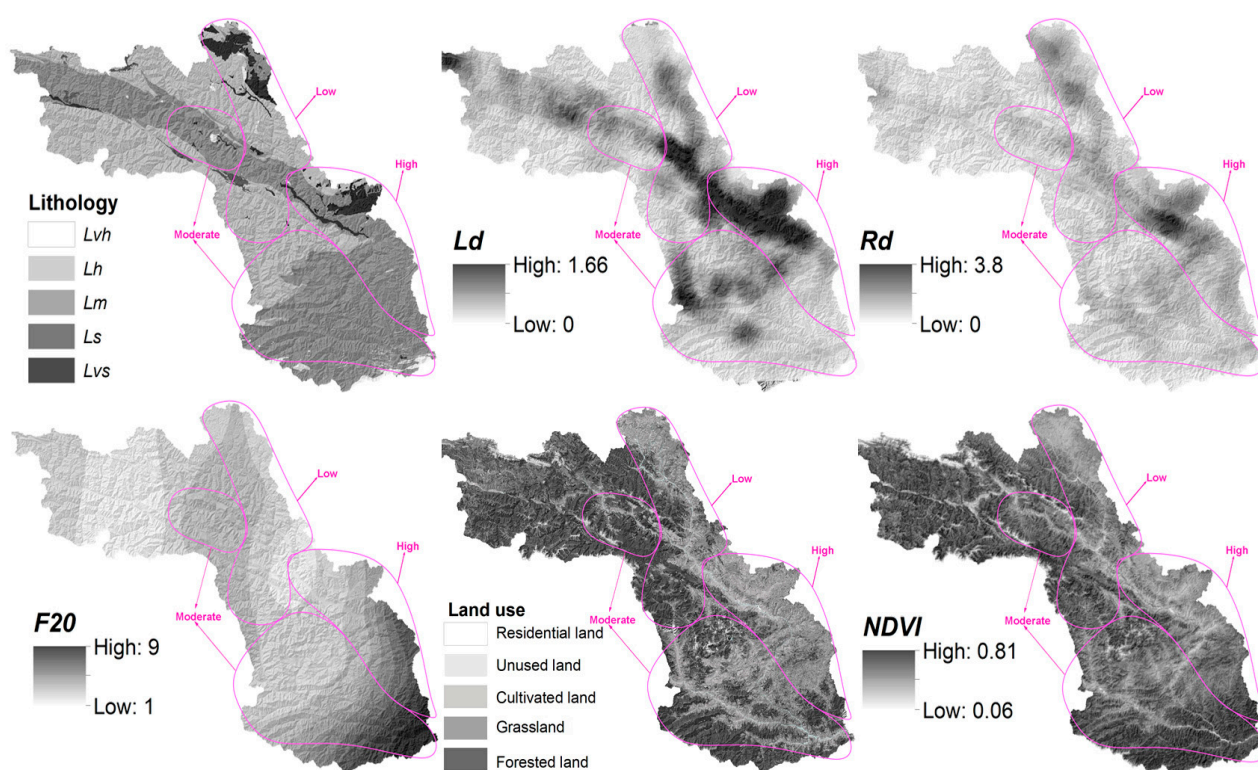 Low
High
Moderate
Lithology
Lvh
Lh
Lm
Ls
Lvs
Low
High
Moderate
Ld
High: 1.66
Low: 0
Low
High
Moderate
Rd
High: 3.8
Low: 0
Low
High
Moderate
F20
High: 9
Low: 1
Low
High
Moderate
Land use
Residential land
Unused land
Cultivated land
Grassland
Forested land
Low
High
Moderate
NDVI
High: 0.81
Low: 0.06